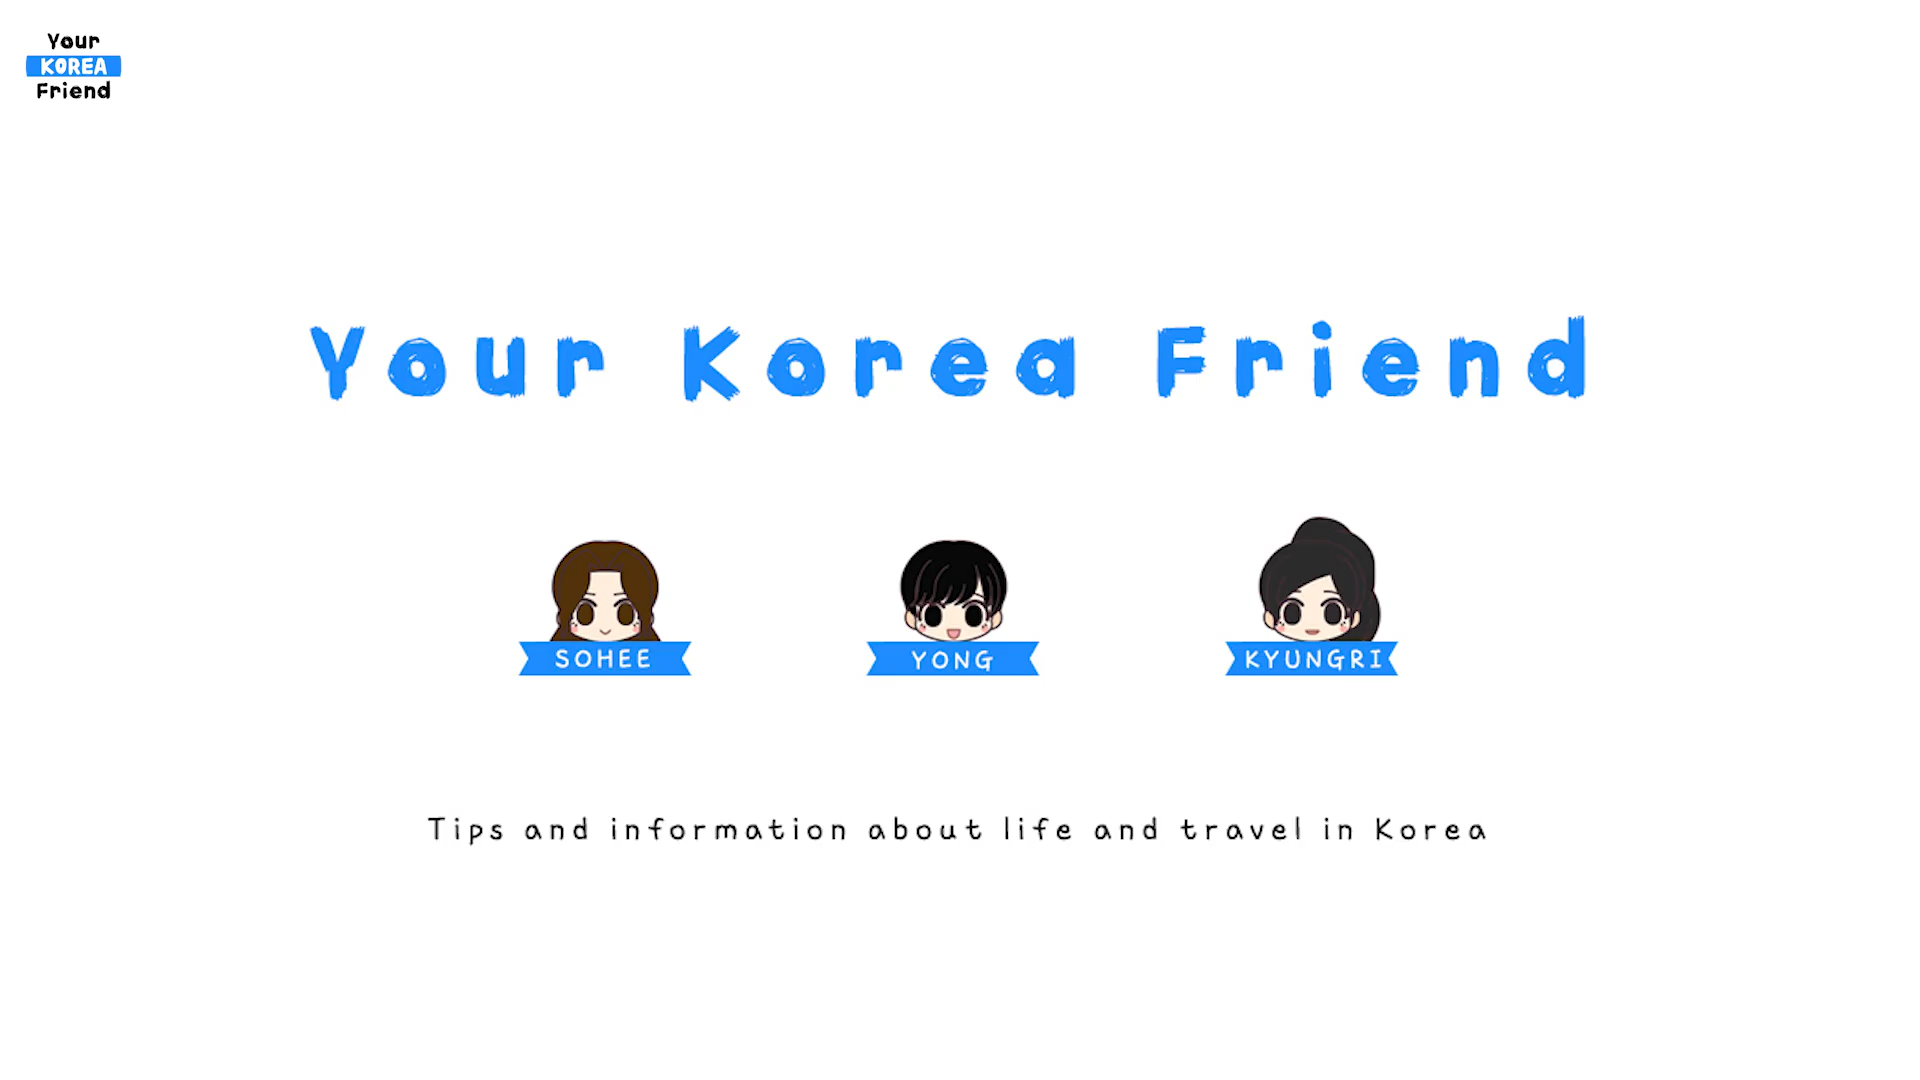 Your
KOREA
Friend
Your Korea Friend
SOHEE
YONG
KYUNGRI
Tips and information about life and travel in Korea